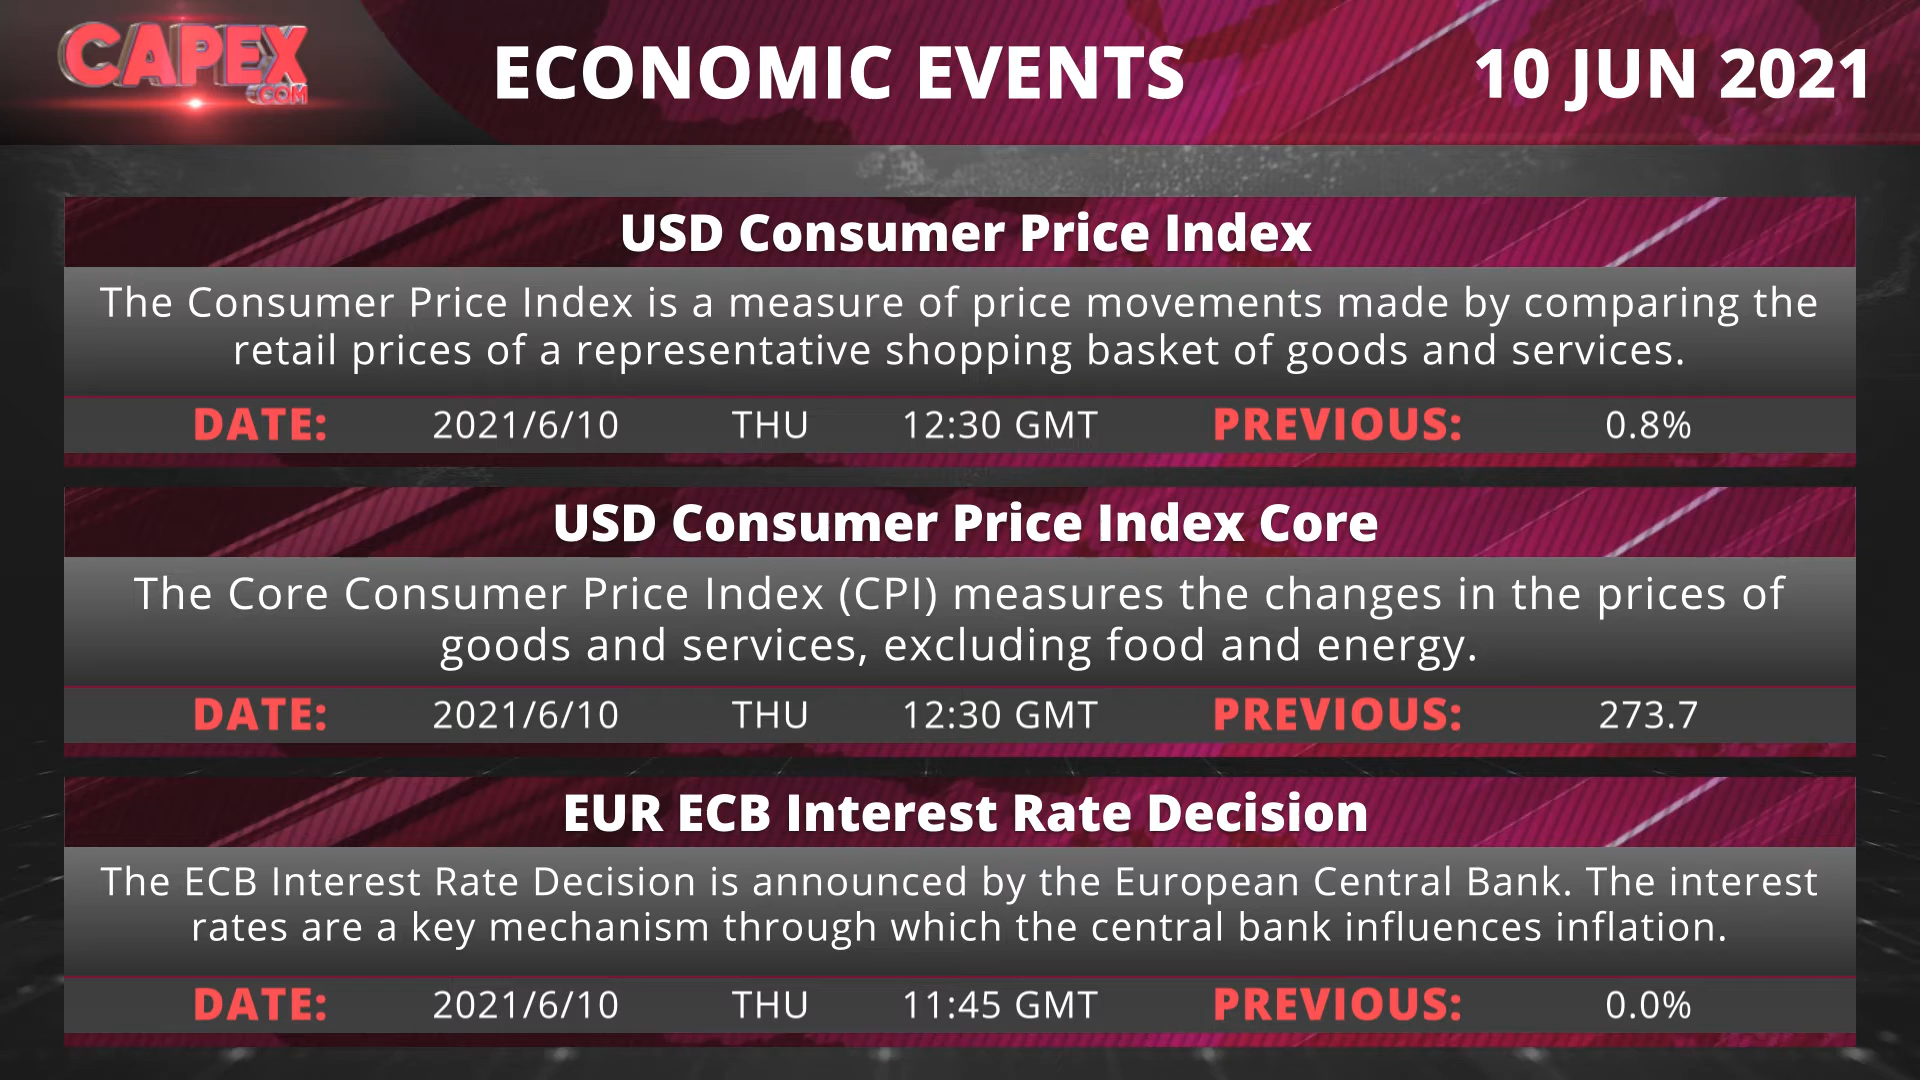 CAPEX
.COM
ECONOMIC EVENTS
10 JUN 2021
USD Consumer Price Index
The Consumer Price Index is a measure of price movements made by comparing the
retail prices of a representative shopping basket of goods and services.
DATE: 2021/6/10 THU 12:30 GMT PREVIOUS: 0.8%
USD Consumer Price Index Core
The Core Consumer Price Index (CPI) measures the changes in the prices of
goods and services, excluding food and energy.
DATE: 2021/6/10 THU 12:30 GMT PREVIOUS: 273.7
EUR ECB Interest Rate Decision
The ECB Interest Rate Decision is announced by the European Central Bank. The interest
rates are a key mechanism through which the central bank influences inflation.
DATE: 2021/6/10 THU 11:45 GMT PREVIOUS: 0.0%